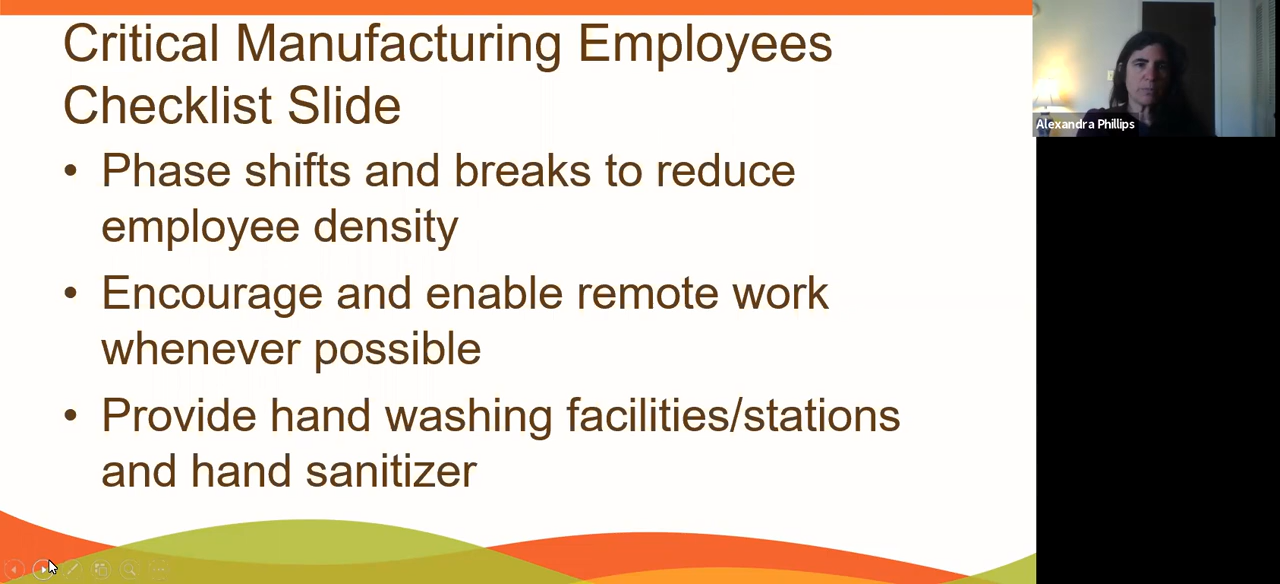 Critical Manufacturing Employees
Checklist Slide
• Phase shifts and breaks to reduce
employee density
• Encourage and enable remote work
whenever possible
• Provide hand washing facilities/stations
and hand sanitizer
Alexandra Phillips